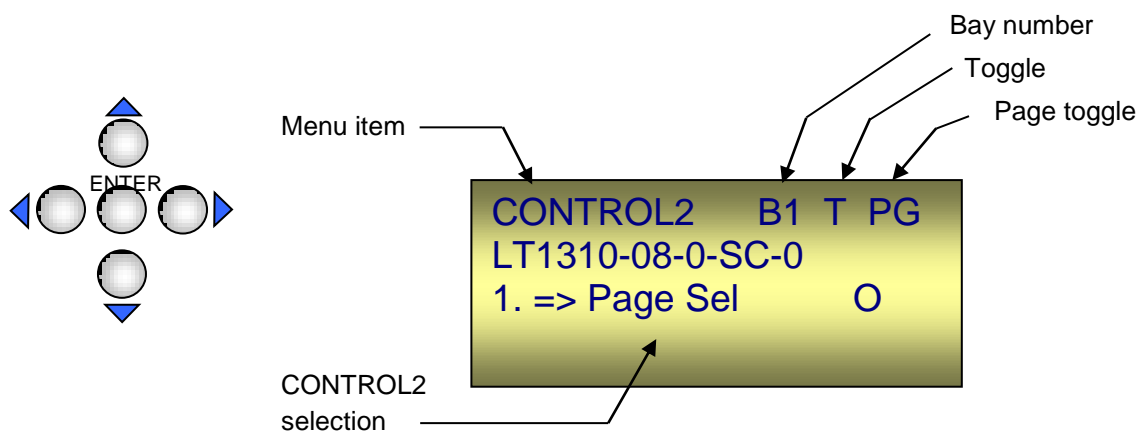 Bay number
Toggle
Page toggle
Menu item
ENTER
CONTROL2 B1 T PG
LT1310-08-0-SC-0
1. => Page Sel O
CONTROL2
selection